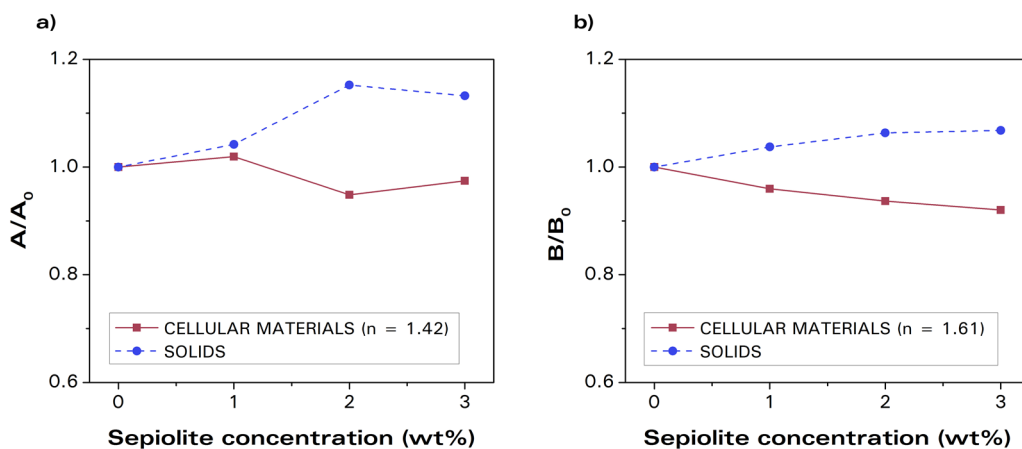 a)
1.2
1.0
0.8
0.6
A/A0
CELLULAR MATERIALS (n = 1.42)
SOLIDS
0 1 2 3
Sepiolite concentration (wt%)
b)
1.2
1.0
0.8
0.6
B/B0
CELLULAR MATERIALS (n = 1.61)
SOLIDS
0 1 2 3
Sepiolite concentration (wt%)